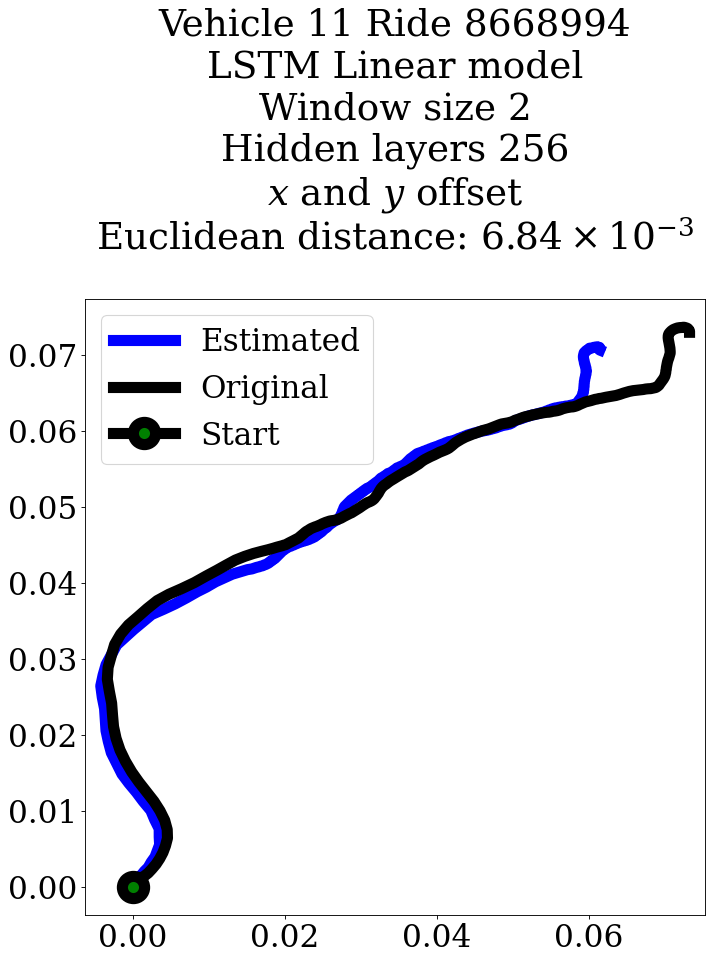 Vehicle 11 Ride 8668994
LSTM Linear model
Window size 2
Hidden layers 256
x and y offset
Euclidean distance: 6.84 × 10⁻³
Estimated
Original
Start
0.07
0.06
0.05
0.04
0.03
0.02
0.01
0.00
0.00 0.02 0.04 0.06